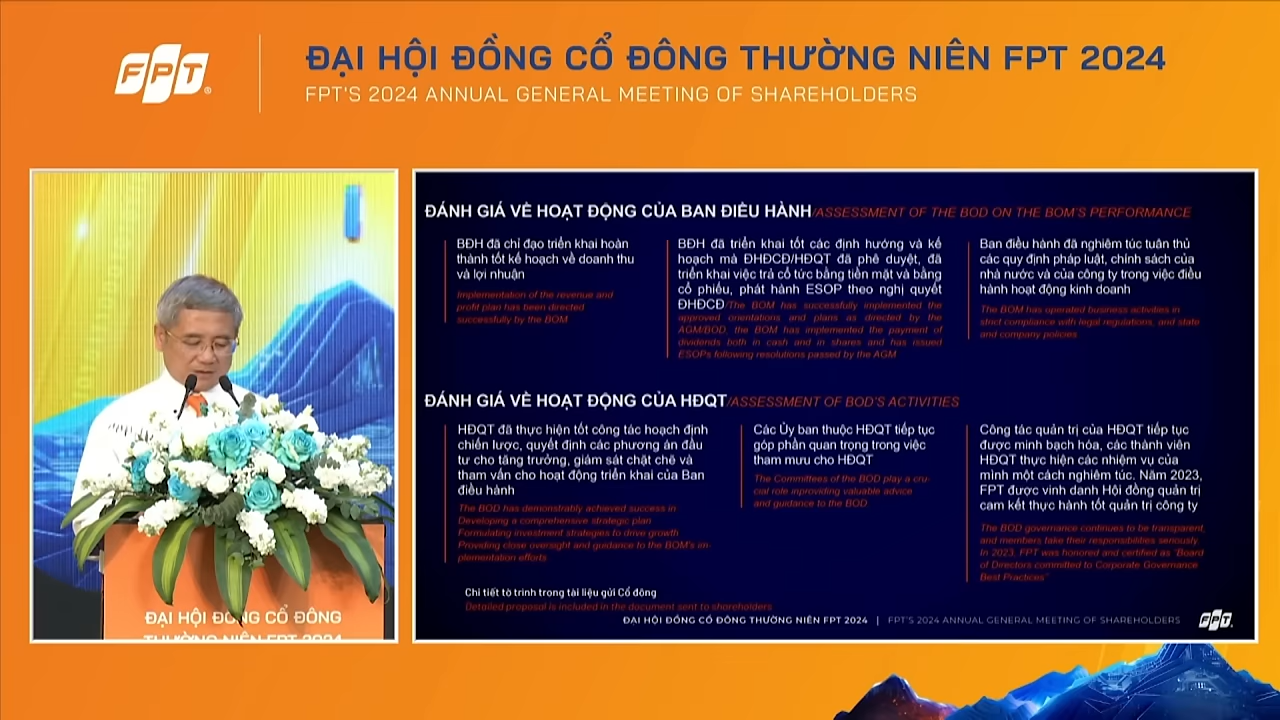 FPT®
ĐẠI HỘI ĐỒNG CỔ ĐÔNG THƯỜNG NIÊN FPT 2024
FPT'S 2024 ANNUAL GENERAL MEETING OF SHAREHOLDERS
ĐÁNH GIÁ VỀ HOẠT ĐỘNG CỦA BAN ĐIỀU HÀNH/ASSESSMENT OF THE BOD ON THE BOM'S PERFORMANCE
BĐH đã chỉ đạo triển khai hoàn
thành tốt kế hoạch về doanh thu
và lợi nhuận
Implementation of the revenue and
profit plan has been directed
successfully by the BOM
BĐH đã triển khai tốt các định hướng và kế
hoạch mà ĐHĐCĐ/HĐQT đã phê duyệt, đã
triển khai việc trả cổ tức bằng tiền mặt và bằng
cổ phiếu, phát hành ESOP theo nghị quyết
ĐHĐCĐ/The BOM has successfully implemented the
approved orientations and plans as directed by the
AGM/BOD, the BOM has implemented the payment of
dividends both in cash and in shares and has issued
ESOPs following resolutions passed by the AGM
Ban điều hành đã nghiêm túc tuân thủ
các quy định pháp luật, chính sách của
nhà nước và của công ty trong việc điều
hành hoạt động kinh doanh
The BOM has operated business activities in
strict compliance with legal regulations, and state
and company policies
ĐÁNH GIÁ VỀ HOẠT ĐỘNG CỦA HĐQT/ASSESSMENT OF BOD'S ACTIVITIES
HĐQT đã thực hiện tốt công tác hoạch định
chiến lược, quyết định các phương án đầu
tư cho tăng trưởng, giám sát chặt chẽ và
tham vấn cho hoạt động triển khai của Ban
điều hành
The BOD has demonstrably achieved success in
Developing a comprehensive strategic plan
Formulating investment strategies to drive growth
Providing close oversight and guidance to the BOM's im-
plementation efforts
Các Ủy ban thuộc HĐQT tiếp tục
góp phần quan trọng trong việc
tham mưu cho HĐQT
The Committees of the BOD play a cru-
cial role inproviding valuable advice
and guidance to the BOD
Công tác quản trị của HĐQT tiếp tục
được minh bạch hóa, các thành viên
HĐQT thực hiện các nhiệm vụ của
mình một cách nghiêm túc. Năm 2023,
FPT được vinh danh Hội đồng quản trị
cam kết thực hành tốt quản trị công ty
The BOD governance continues to be transparent,
and members take their responsibilities seriously.
In 2023, FPT was honored and certified as "Board
of Directors committed to Corporate Governance
Best Practices"
Chi tiết tờ trình trong tài liệu gửi Cổ đông
Detailed proposal is included in the document sent to shareholders
ĐẠI HỘI ĐỒNG CỔ ĐÔNG THƯỜNG NIÊN FPT 2024 | FPT'S 2024 ANNUAL GENERAL MEETING OF SHAREHOLDERS
FPT
ĐẠI HỘI ĐỒNG CỔ ĐÔNG
THƯỜNG NIÊN FPT 2024